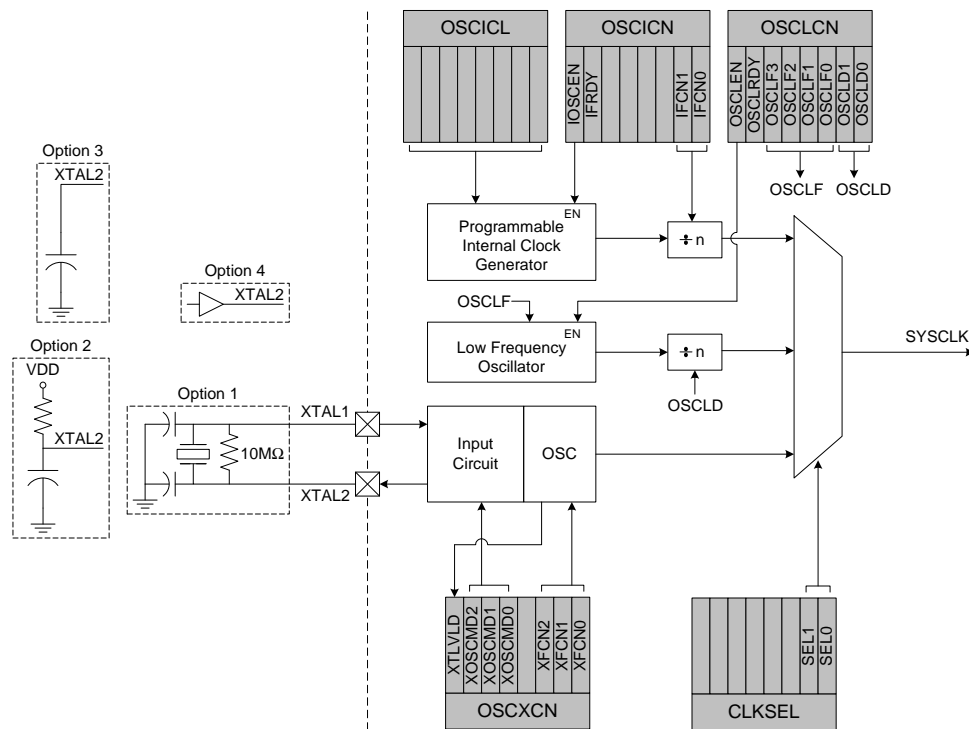 OSCICL
OSCICN
OSCLCN
IOSCEN
IFRDY
IFCN1
IFCN0
OSCLEN
OSCLRDY
OSCLF3
OSCLF2
OSCLF1
OSCLF0
OSCLD1
OSCLD0
OSCLF
OSCLD
Option 3
XTAL2
Option 4
XTAL2
EN
Programmable
Internal Clock
Generator
÷ n
OSCLF
EN
Low Frequency
Oscillator
÷ n
OSCLD
SYSCLK
Option 2
VDD
XTAL2
Option 1
10MΩ
XTAL1
XTAL2
Input
Circuit
OSC
XTLVLD
XOSCMD2
XOSCMD1
XOSCMD0
XFCN2
XFCN1
XFCN0
OSCXCN
SEL1
SEL0
CLKSEL